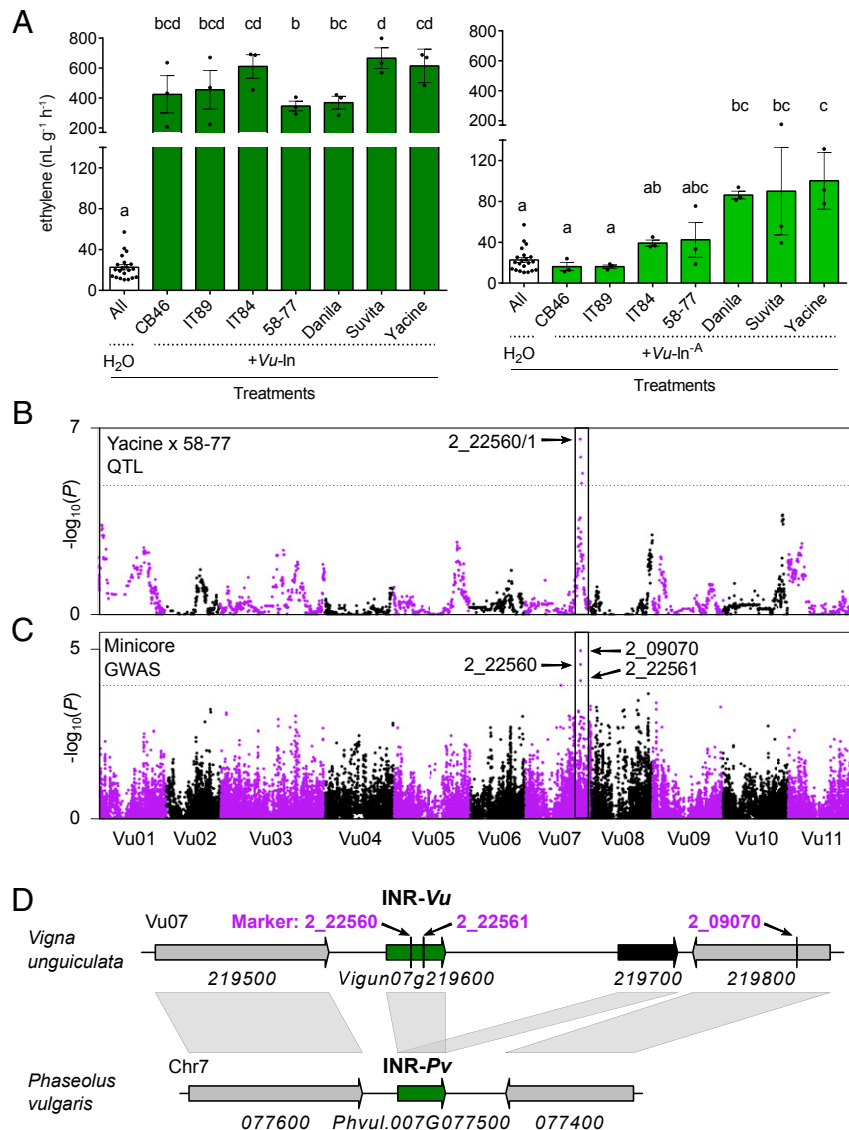 A
bcd bcd cd b bc d cd
800
600
400
200
80
40
0
ethylene (nL g⁻¹ h⁻¹)
a
All CB46 IT89 IT84 58-77 Danila Suvita Yacine
H₂O +Vu-In
Treatments
800
600
400
200
120
80
40
0
a a a ab abc bc bc c
All CB46 IT89 IT84 58-77 Danila Suvita Yacine
H₂O +Vu-In⁻ᴬ
Treatments
B
7
Yacine x 58-77
QTL
2_22560/1
-log₁₀(P)
0
C
5
Minicore
GWAS
2_22560
2_09070
2_22561
-log₁₀(P)
0
Vu01 Vu02 Vu03 Vu04 Vu05 Vu06 Vu07 Vu08 Vu09 Vu10 Vu11
D
INR-Vu
Vu07 Marker: 2_22560 2_22561 2_09070
Vigna
unguiculata
219500 Vigun07g219600 219700 219800
Chr7 INR-Pv
Phaseolus
vulgaris
077600 Phvul.007G077500 077400